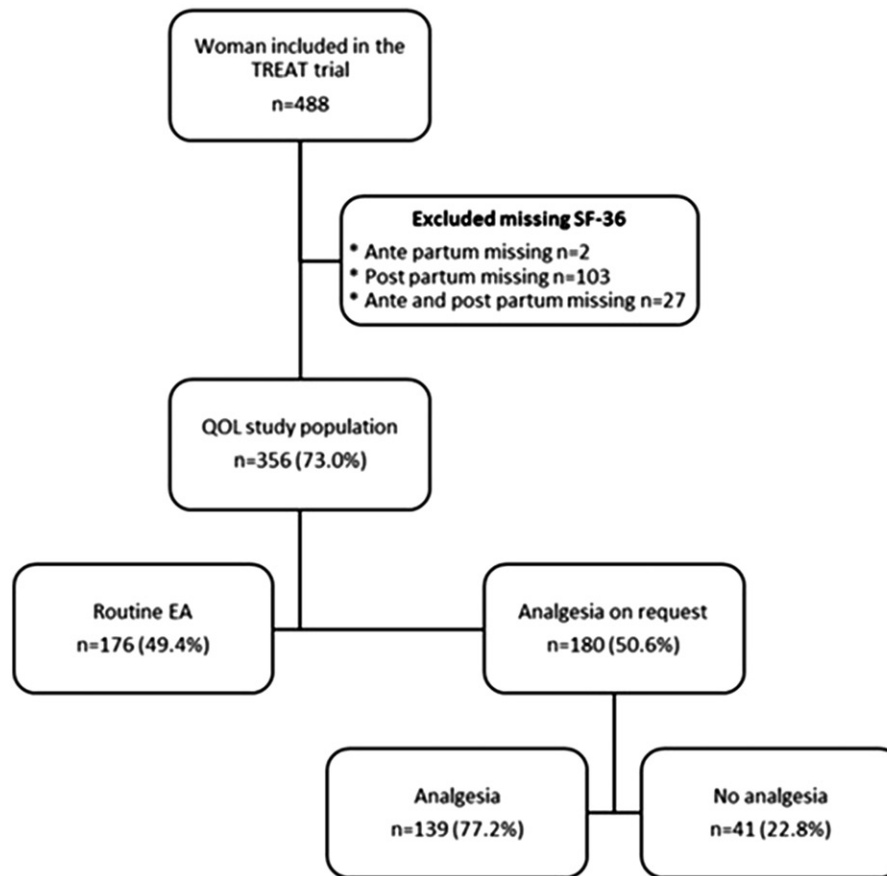 Woman included in the
TREAT trial
n=488
Excluded missing SF-36
* Ante partum missing n=2
* Post partum missing n=103
* Ante and post partum missing n=27
QOL study population
n=356 (73.0%)
Routine EA
n=176 (49.4%)
Analgesia on request
n=180 (50.6%)
Analgesia
n=139 (77.2%)
No analgesia
n=41 (22.8%)